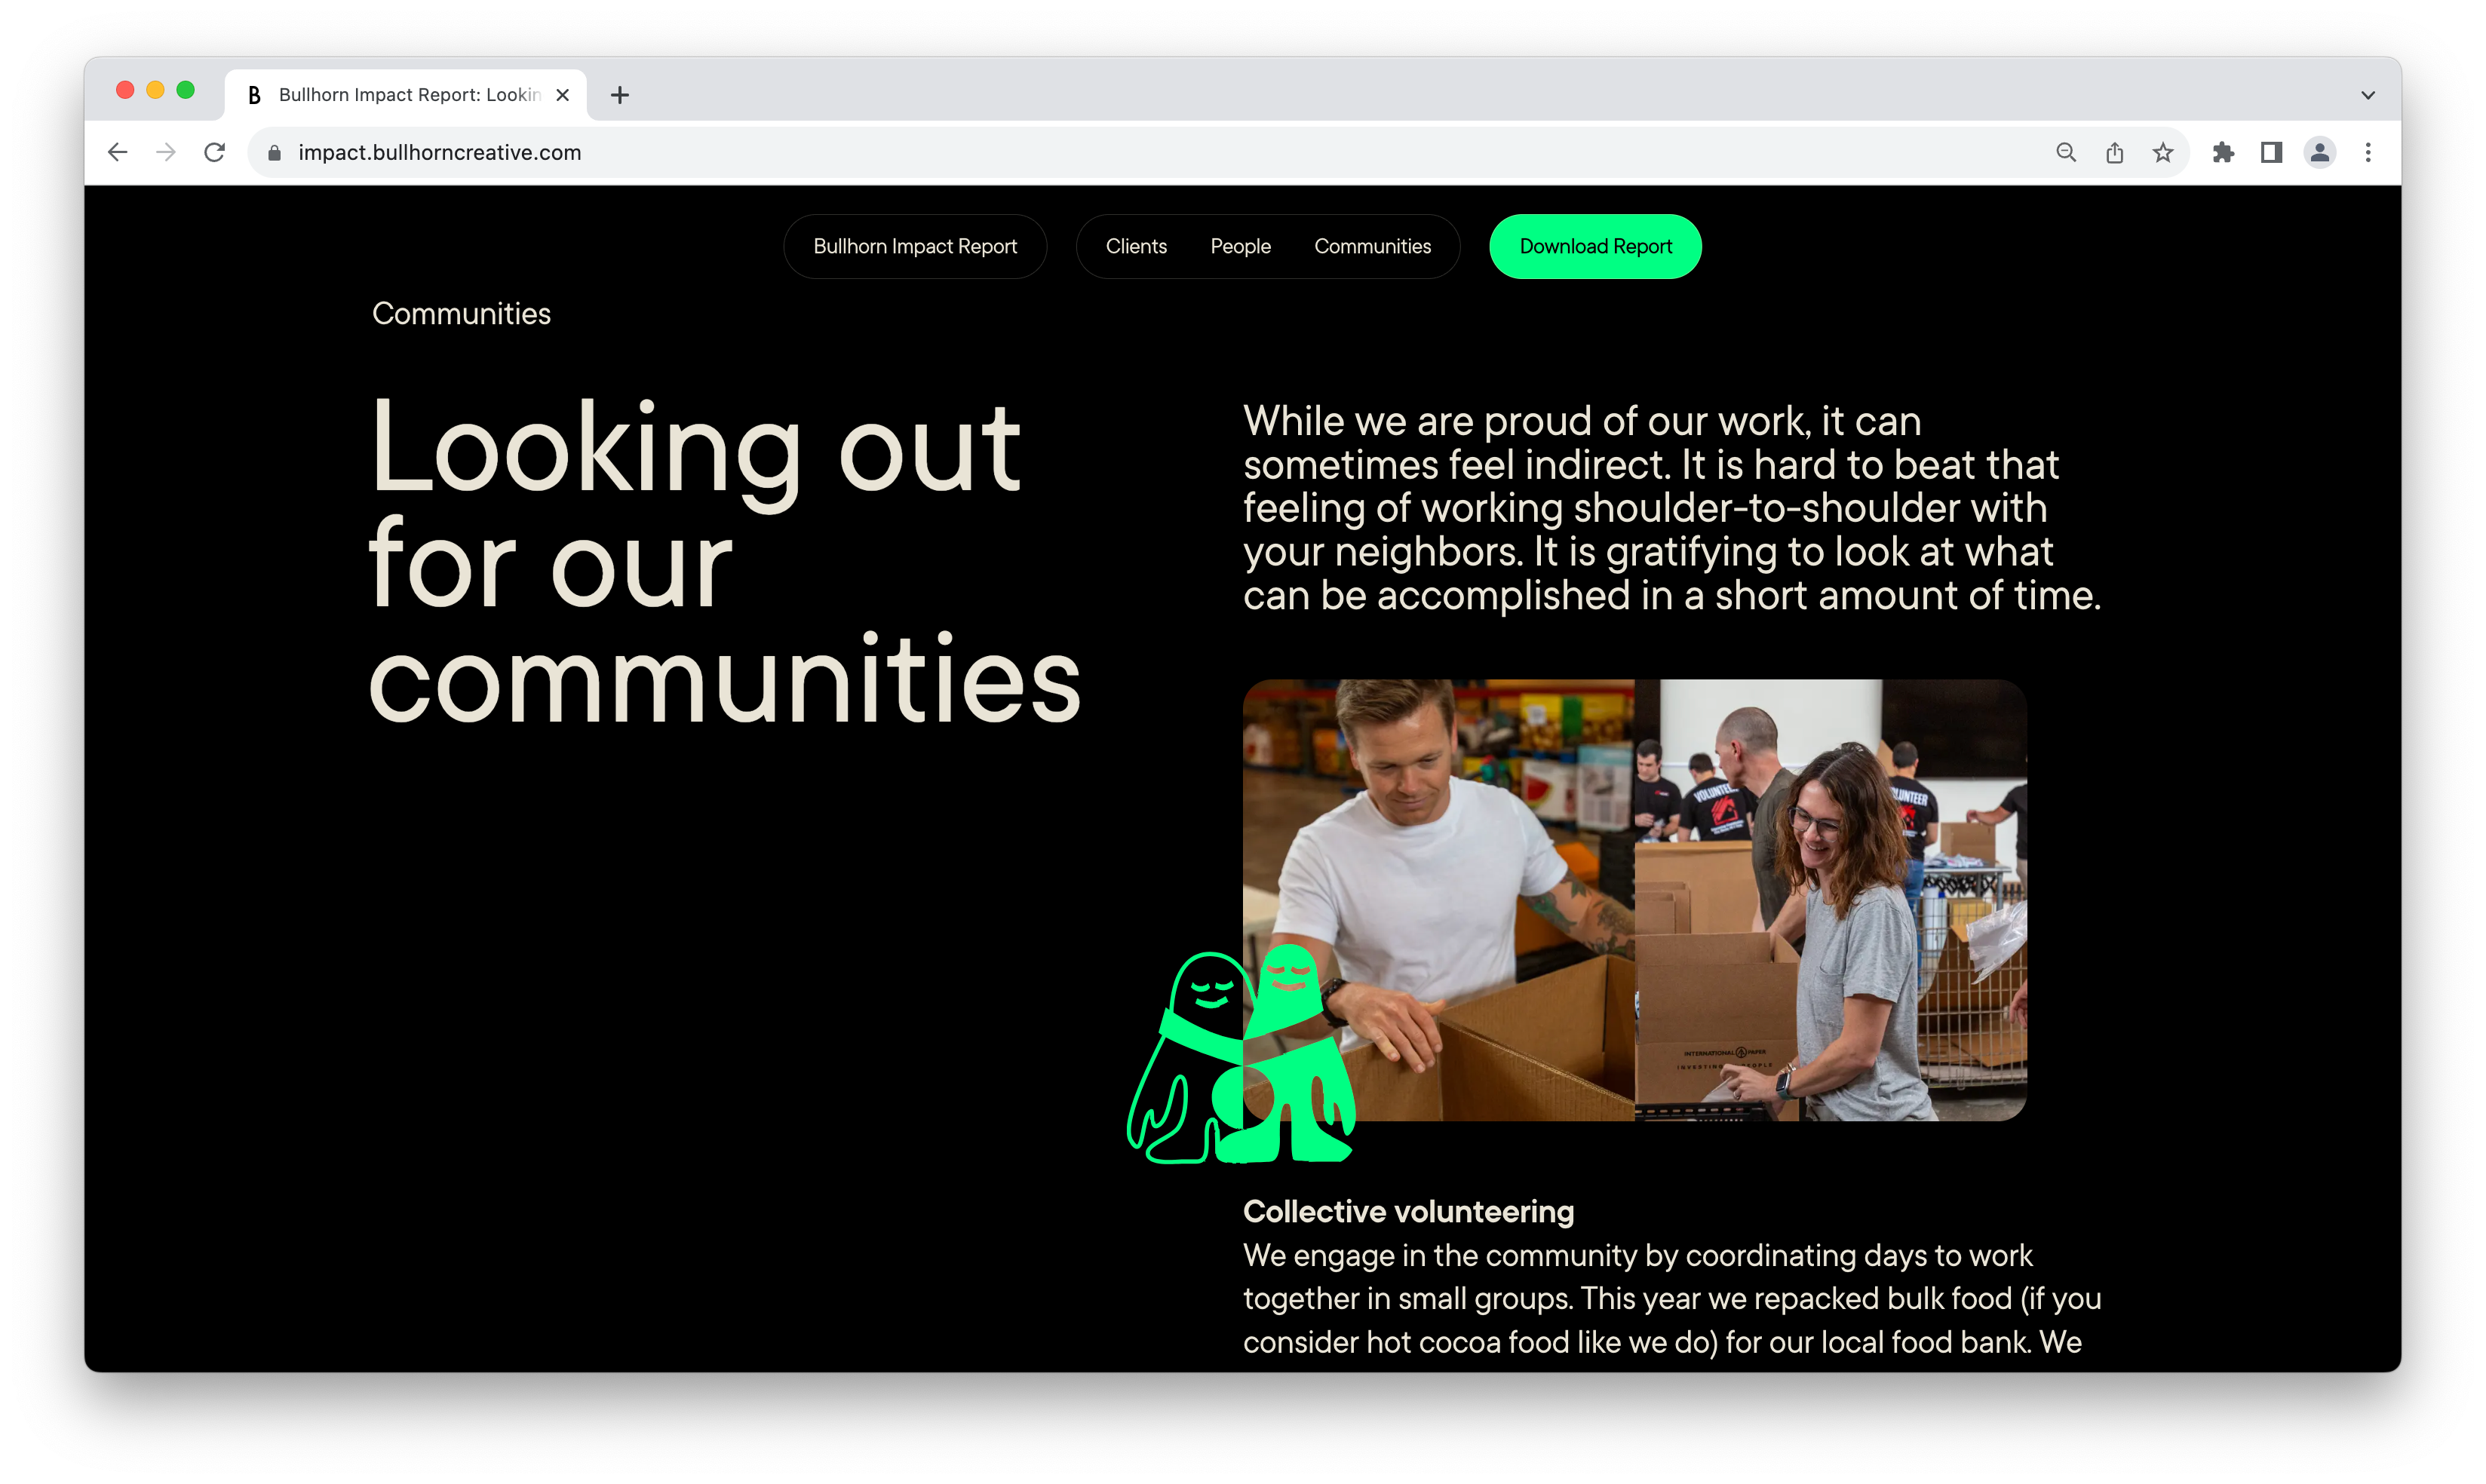 B Bullhorn Impact Report: Lookin
impact.bullhorncreative.com
Bullhorn Impact Report
Clients People Communities
Download Report
Communities
Looking out
for our
communities
While we are proud of our work, it can
sometimes feel indirect. It is hard to beat that
feeling of working shoulder-to-shoulder with
your neighbors. It is gratifying to look at what
can be accomplished in a short amount of time.
INTERNATIONAL PAPER
Collective volunteering
We engage in the community by coordinating days to work
together in small groups. This year we repacked bulk food (if you
consider hot cocoa food like we do) for our local food bank. We